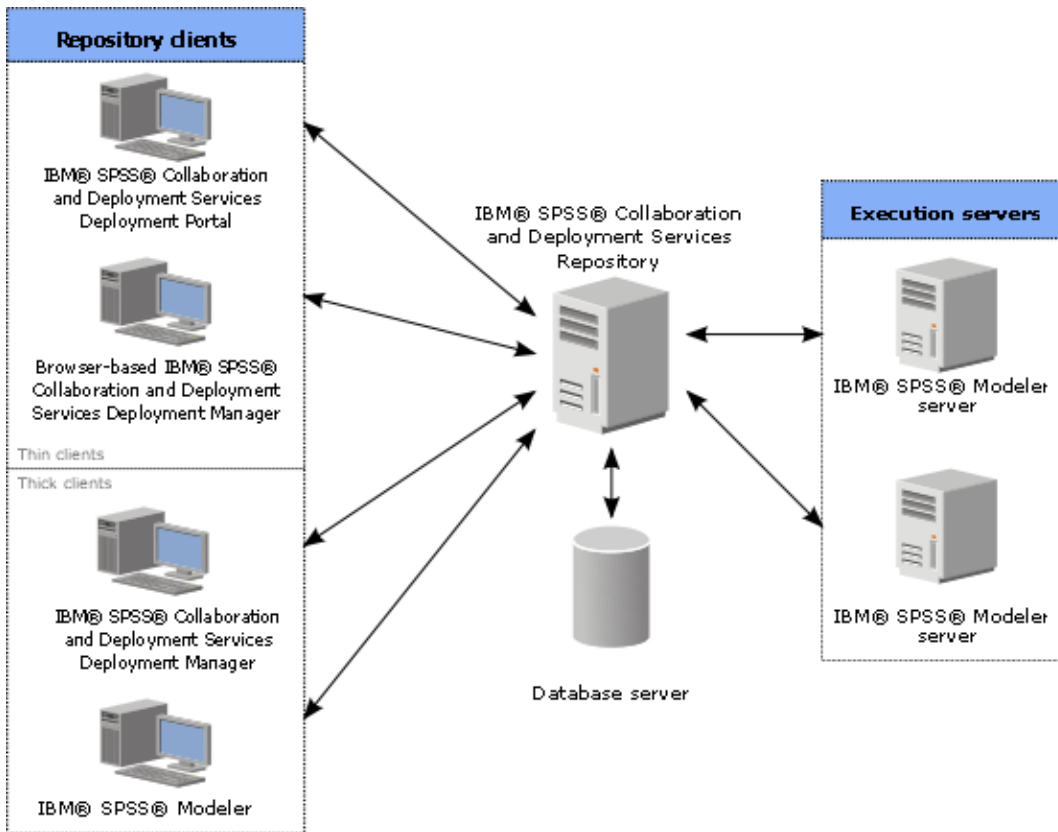 Repository clients
IBM® SPSS® Collaboration
and Deployment Services
Deployment Portal
Browser-based IBM® SPSS®
Collaboration and Deployment
Services Deployment Manager
Thin clients
Thick clients
IBM® SPSS® Collaboration
and Deployment Services
Deployment Manager
IBM® SPSS® Modeler
IBM® SPSS® Collaboration
and Deployment Services
Repository
Database server
Execution servers
IBM® SPSS® Modeler
server
IBM® SPSS® Modeler
server